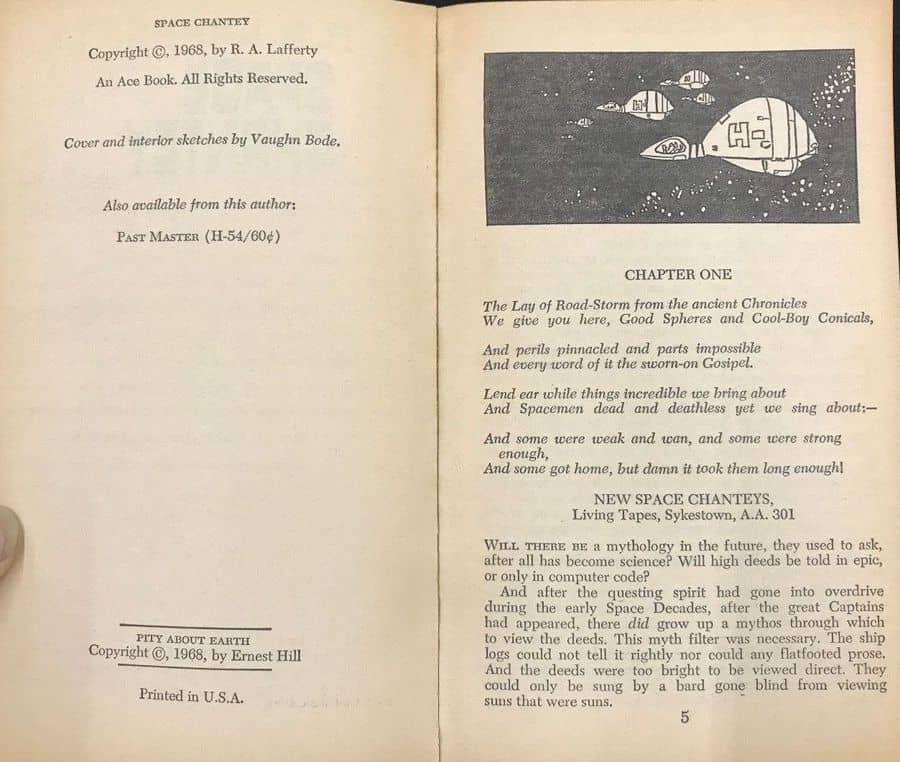 SPACE CHANTEY
Copyright ©, 1968, by R. A. Lafferty
An Ace Book. All Rights Reserved.
Cover and interior sketches by Vaughn Bode.
Also available from this author:
PAST MASTER (H-54/60¢)
PITY ABOUT EARTH
Copyright ©, 1968, by Ernest Hill
Printed in U.S.A.
H
H
CHAPTER ONE
The Lay of Road-Storm from the ancient Chronicles
We give you here, Good Spheres and Cool-Boy Conicals,
And perils pinnacled and parts impossible
And every word of it the sworn-on Gosipel.
Lend ear while things incredible we bring about
And Spacemen dead and deathless yet we sing about:—
And some were weak and wan, and some were strong
enough,
And some got home, but damn it took them long enough!
NEW SPACE CHANTEYS,
Living Tapes, Sykestown, A.A. 301
WILL THERE BE a mythology in the future, they used to ask,
after all has become science? Will high deeds be told in epic,
or only in computer code?
And after the questing spirit had gone into overdrive
during the early Space Decades, after the great Captains
had appeared, there did grow up a mythos through which
to view the deeds. This myth filter was necessary. The ship
logs could not tell it rightly nor could any flatfooted prose.
And the deeds were too bright to be viewed direct. They
could only be sung by a bard gone blind from viewing
suns that were suns.
5